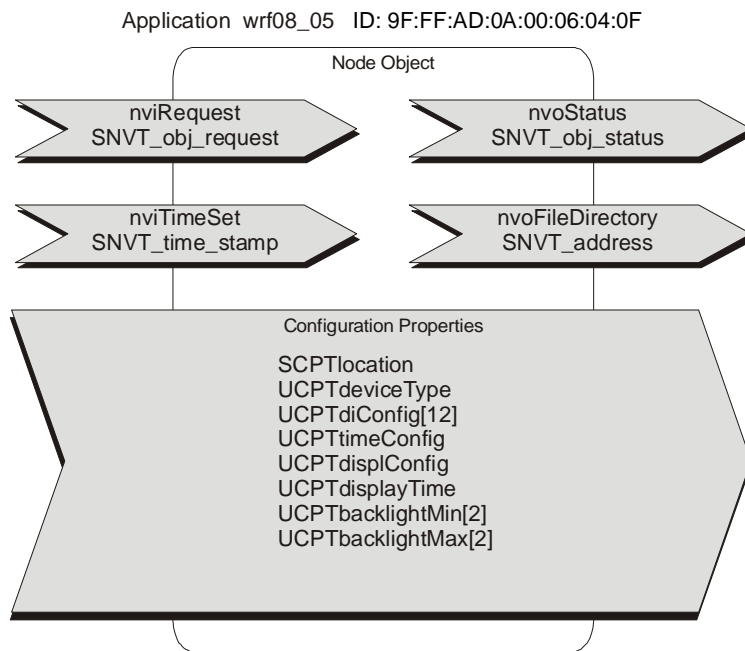 Application wrf08_05 ID: 9F:FF:AD:0A:00:06:04:0F
Node Object
nviRequest
SNVT_obj_request
nvoStatus
SNVT_obj_status
nviTimeSet
SNVT_time_stamp
nvoFileDirectory
SNVT_address
Configuration Properties
SCPTlocation
UCPTdeviceType
UCPTdiConfig[12]
UCPTtimeConfig
UCPTdisplConfig
UCPTdisplayTime
UCPTbacklightMin[2]
UCPTbacklightMax[2]